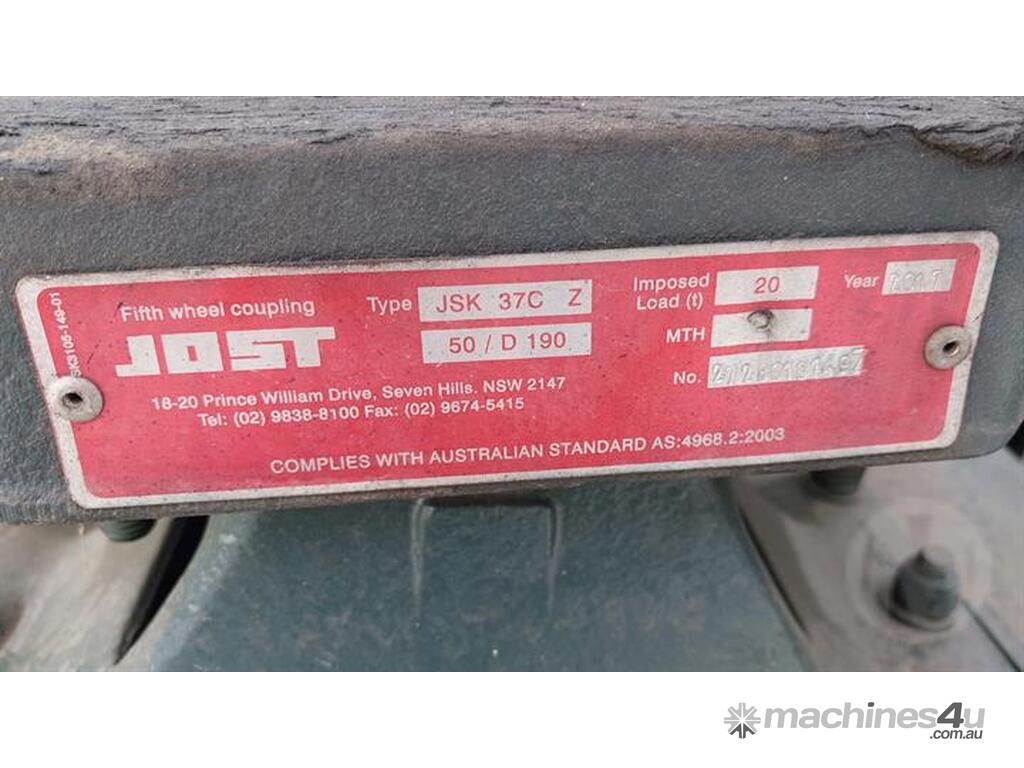 Fifth wheel coupling
JOST
Type JSK 37C Z
50 / D 190
Imposed Load (t) 20
Year 2017
MTH
No.
18-20 Prince William Drive, Seven Hills. NSW 2147
Tel: (02) 9838-8100 Fax: (02) 9674-5415
COMPLIES WITH AUSTRALIAN STANDARD AS:4968.2:2003
machines4u
.com.au